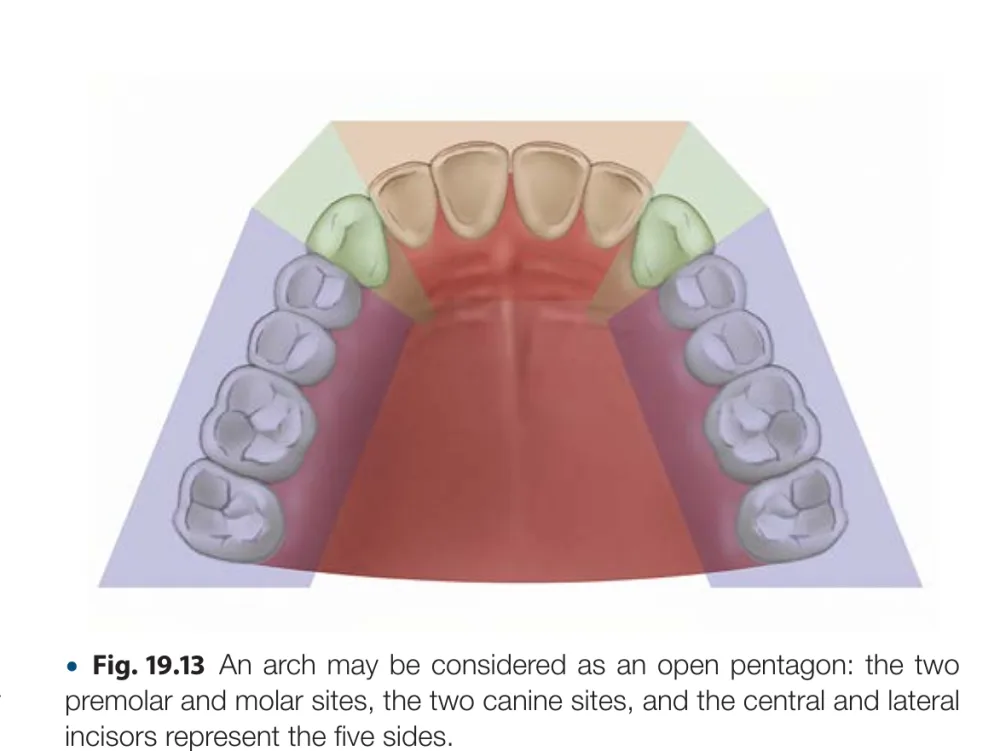 • Fig. 19.13 An arch may be considered as an open pentagon: the two
premolar and molar sites, the two canine sites, and the central and lateral
incisors represent the five sides.